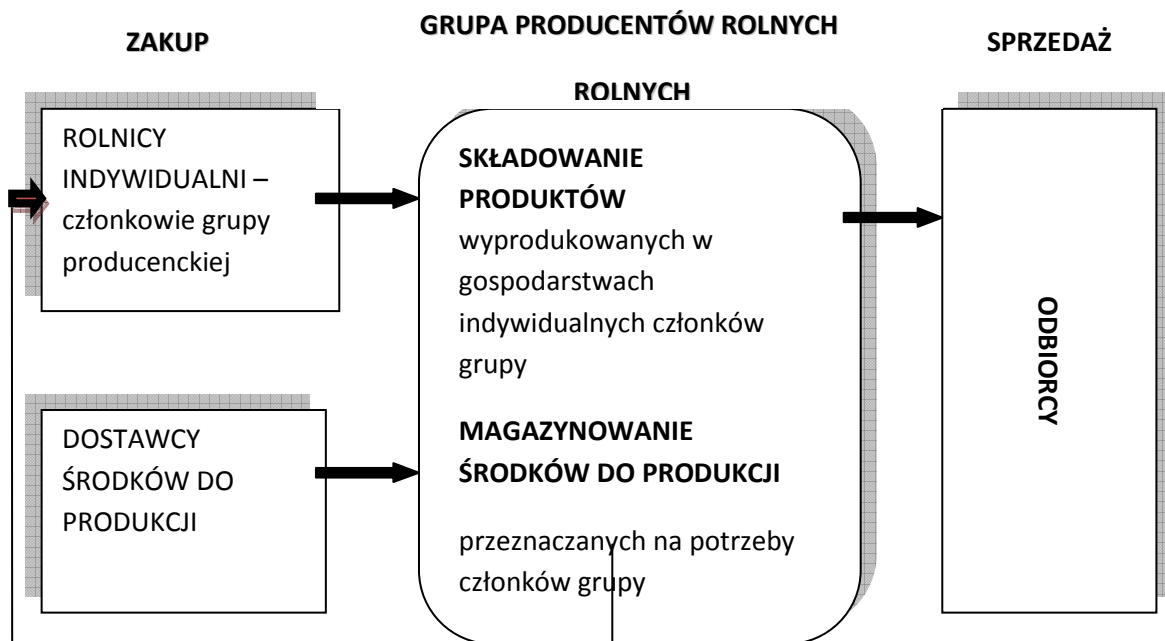 ZAKUP
GRUPA PRODUCENTÓW ROLNYCH
SPRZEDAŻ
ROLNYCH
ROLNICY
INDYWIDUALNI –
członkowie grupy
producenckiej
DOSTAWCY
ŚRODKÓW DO
PRODUKCJI
SKŁADOWANIE
PRODUKTÓW
wyprodukowanych w
gospodarstwach
indywidualnych członków
grupy
MAGAZYNOWANIE
ŚRODKÓW DO PRODUKCJI
przeznaczanych na potrzeby
członków grupy
ODBIORCY